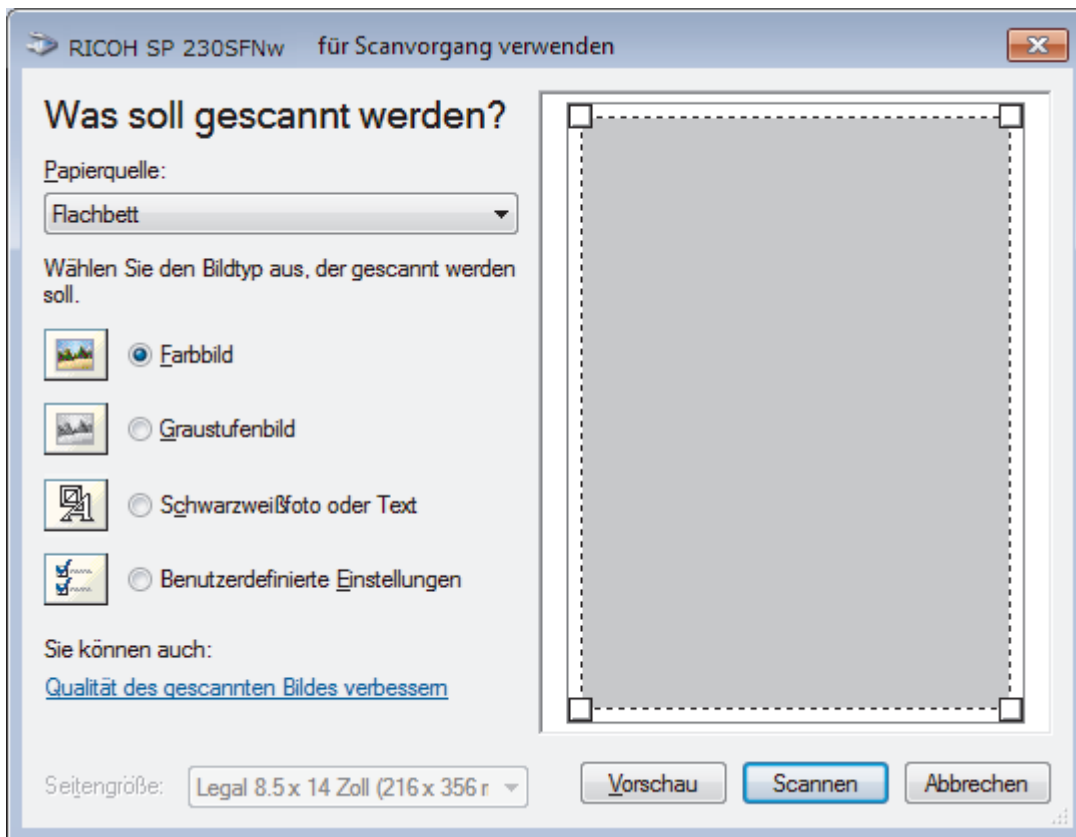 RICOH SP 230SFNw für Scanvorgang verwenden
Was soll gescannt werden?
Papierquelle:
Flachbett
Wählen Sie den Bildtyp aus, der gescannt werden
soll.
Farbbild
Graustufenbild
Schwarzweißfoto oder Text
Benutzerdefinierte Einstellungen
Sie können auch:
Qualität des gescannten Bildes verbessern
Seitengröße:
Legal 8.5 x 14 Zoll (216 x 356 r
Vorschau
Scannen
Abbrechen